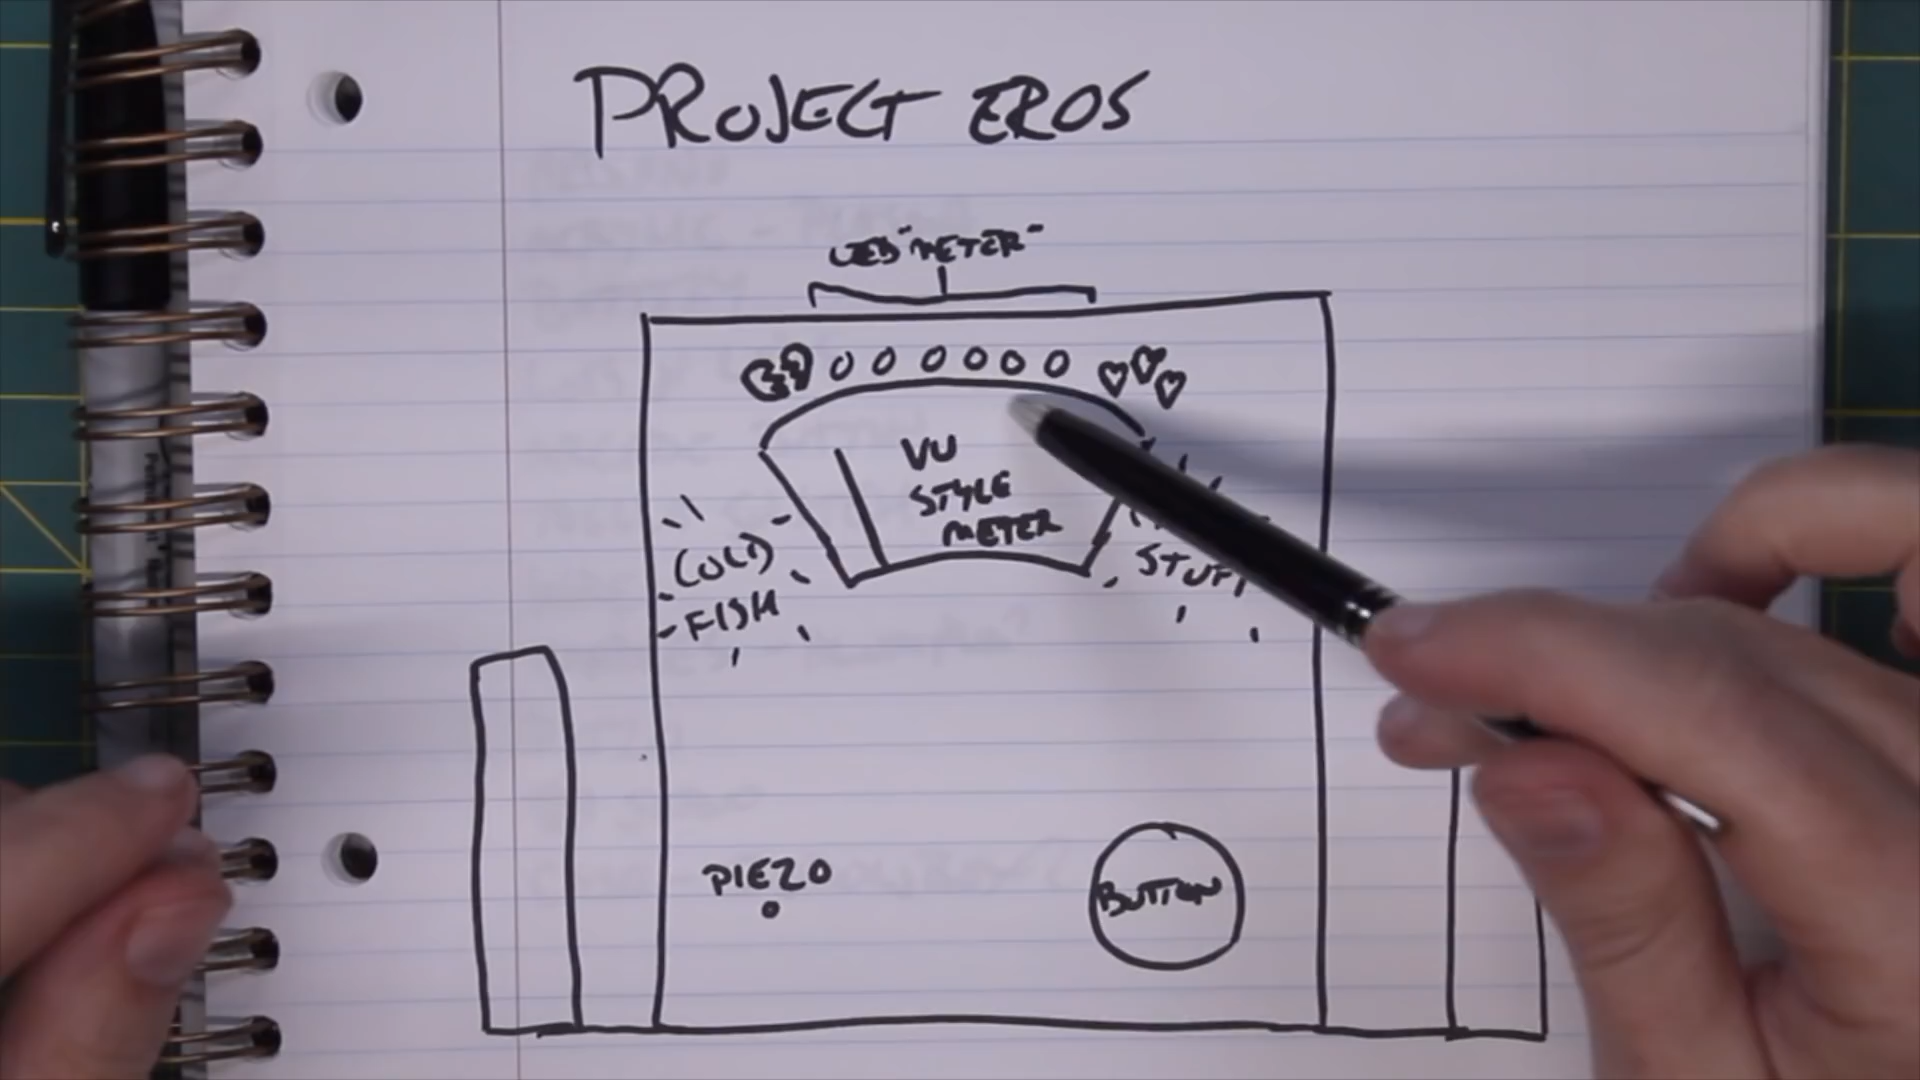 PROJECT EROS
LED "METER"
VU
STYLE
METER
COLD
FISH
STUFF
PIEZO
BUTTON